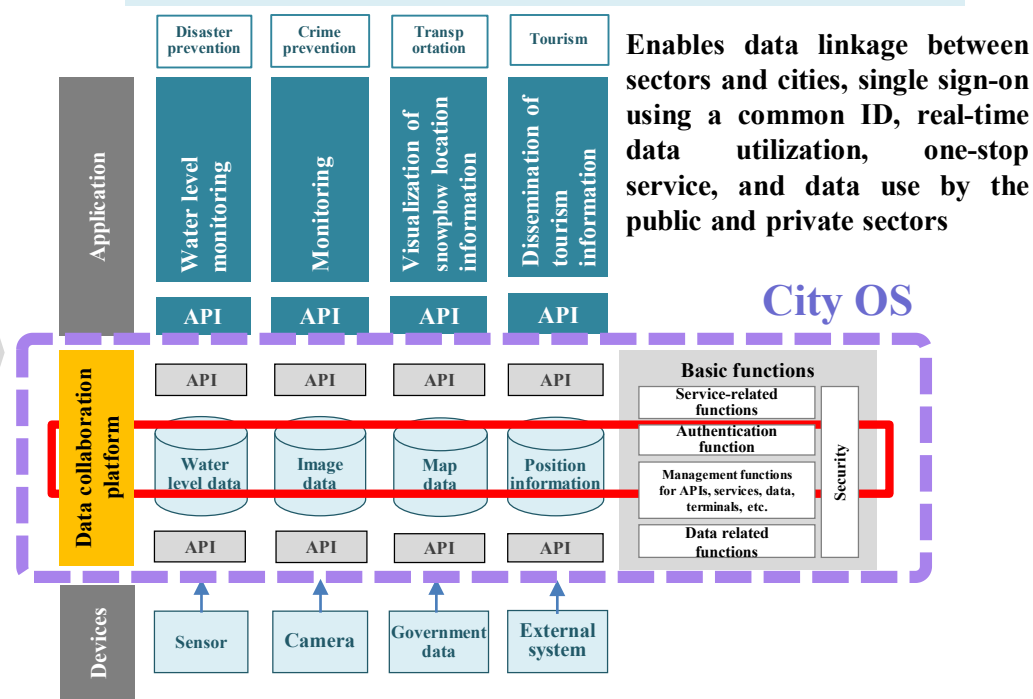 Disaster
prevention
Crime
prevention
Transp
ortation
Tourism
Enables data linkage between
sectors and cities, single sign-on
using a common ID, real-time
data utilization, one-stop
service, and data use by the
public and private sectors
Application
Water level
monitoring
Monitoring
Visualization of
snowplow location
information
Dissemination of
tourism
information
API
API
API
API
City OS
Data collaboration
platform
API
API
API
API
Water
level data
Image
data
Map
data
Position
information
API
API
API
API
Basic functions
Service-related
functions
Authentication
function
Management functions
for APIs, services, data,
terminals, etc.
Data related
functions
Security
Devices
Sensor
Camera
Government
data
External
system